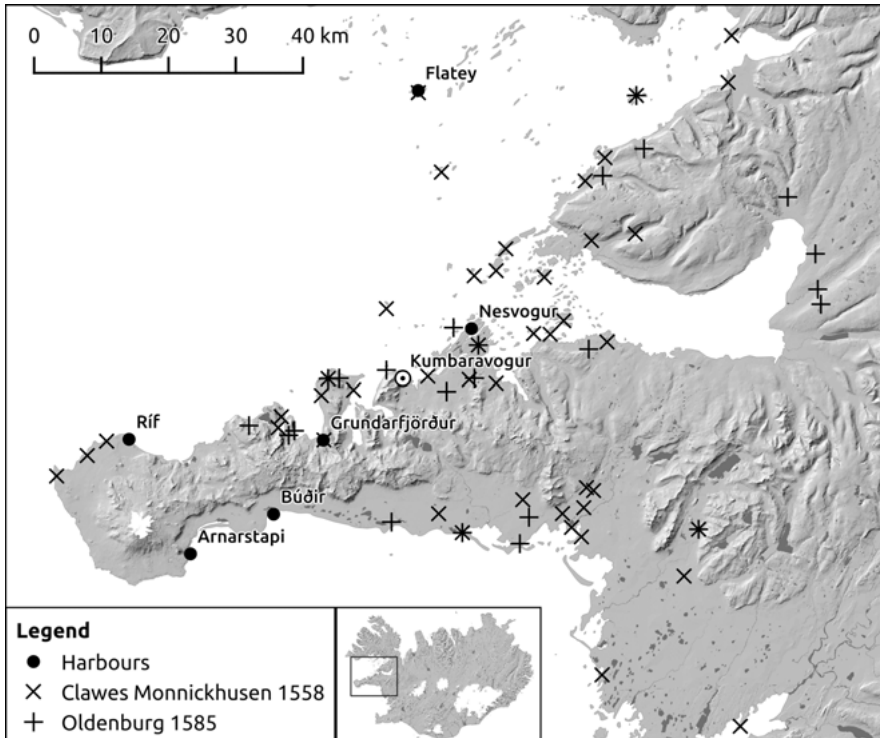 0 10 20 30 40 km
Flatey
Nesvogur
Kumbaravogur
Ríf
Grundarfjörður
Búðir
Arnarstapi
Legend
Harbours
Clawes Monnickhusen 1558
Oldenburg 1585